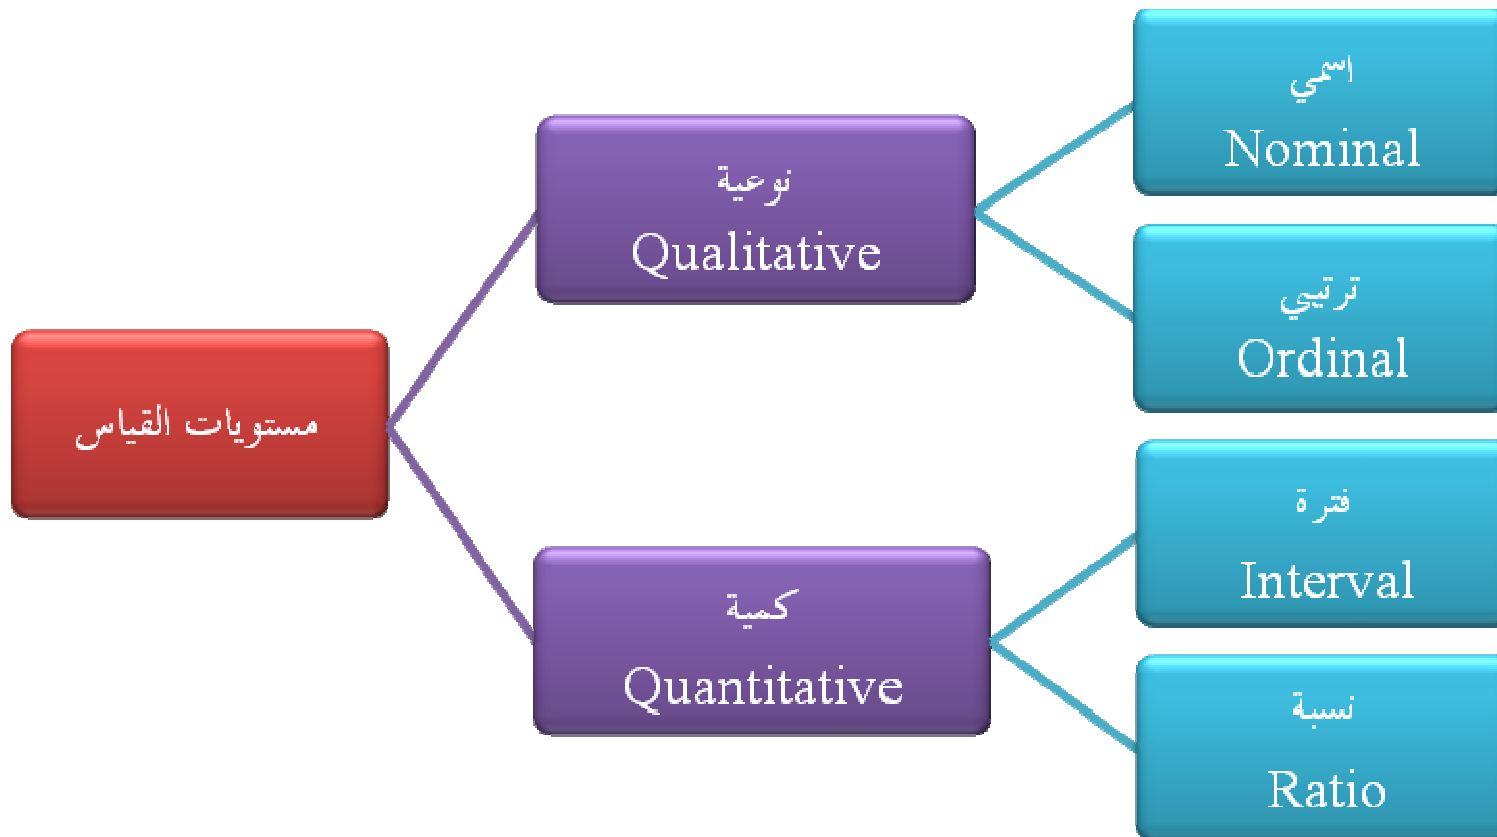 مستويات القياس
نوعية
Qualitative
كمية
Quantitative
اسمي
Nominal
ترتيبي
Ordinal
فترة
Interval
نسبة
Ratio